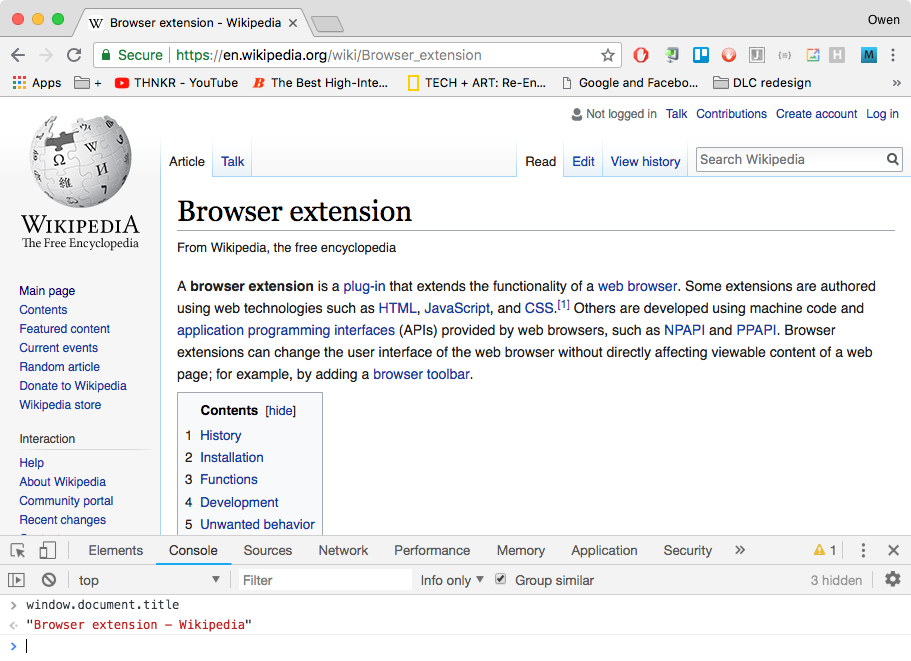 Browser extension - Wikipedia
Owen
Secure https://en.wikipedia.org/wiki/Browser_extension
Apps + THNKR - YouTube The Best High-Inte... TECH + ART: Re-En... Google and Facebo... DLC redesign »
Not logged in Talk Contributions Create account Log in
Article Talk Read Edit View history Search Wikipedia
WIKIPEDIA
The Free Encyclopedia
Main page
Contents
Featured content
Current events
Random article
Donate to Wikipedia
Wikipedia store
Interaction
Help
About Wikipedia
Community portal
Recent changes
Browser extension
From Wikipedia, the free encyclopedia
A browser extension is a plug-in that extends the functionality of a web browser. Some extensions are authored
using web technologies such as HTML, JavaScript, and CSS.[1] Others are developed using machine code and
application programming interfaces (APIs) provided by web browsers, such as NPAPI and PPAPI. Browser
extensions can change the user interface of the web browser without directly affecting viewable content of a web
page; for example, by adding a browser toolbar.
Contents [hide]
1 History
2 Installation
3 Functions
4 Development
5 Unwanted behavior
Elements Console Sources Network Performance Memory Application Security » 1
top Filter Info only Group similar 3 hidden
> window.document.title
"Browser extension - Wikipedia"
>